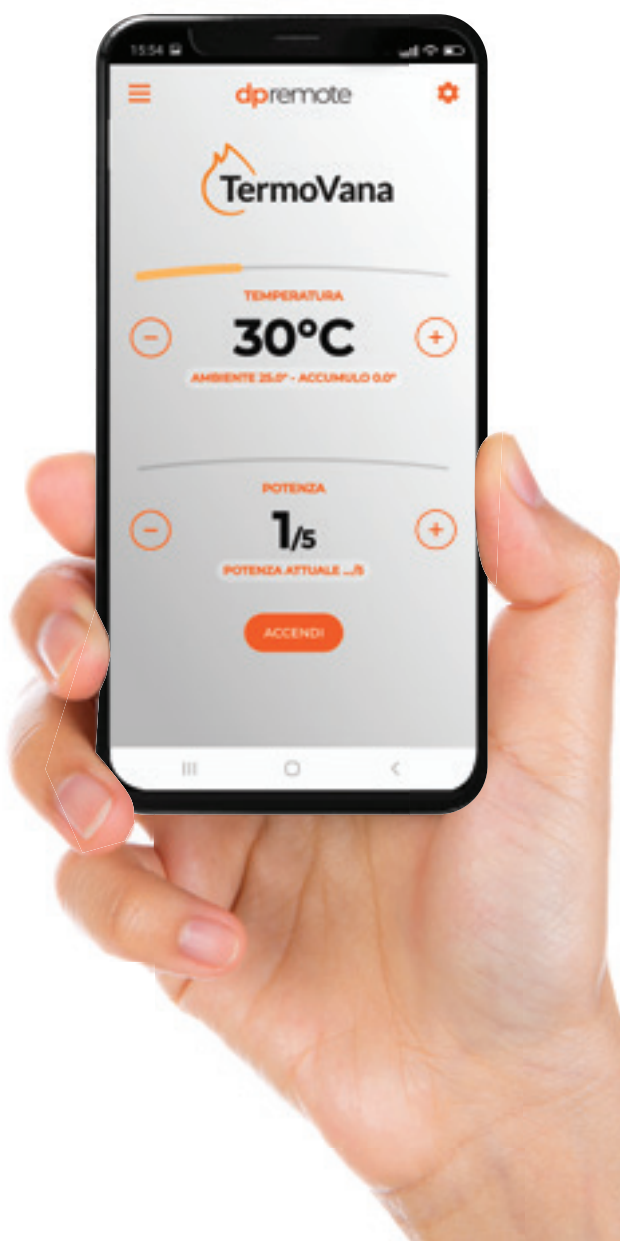 15:54
dpremote
TermoVana
TEMPERATURA
30°C
AMBIENTE 25.0° - ACCUMULO 0.0°
POTENZA
1/5
POTENZA ATTUALE .../5
ACCENDI